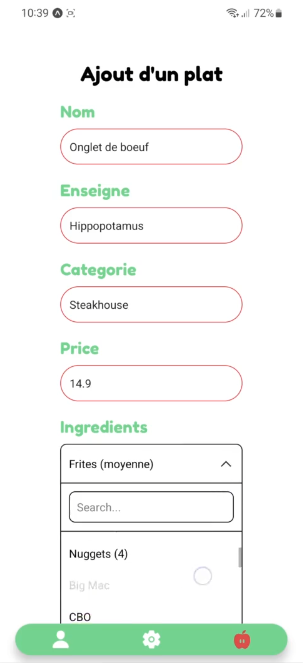 10:39 72%
Ajout d'un plat
Nom
Onglet de boeuf
Enseigne
Hippopotamus
Categorie
Steakhouse
Price
14.9
Ingredients
Frites (moyenne)
Search...
Nuggets (4)
Big Mac
CBO